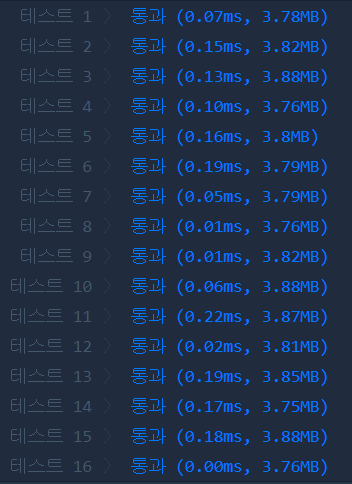 테스트 1 > 통과 (0.07ms, 3.78MB)
테스트 2 > 통과 (0.15ms, 3.82MB)
테스트 3 > 통과 (0.13ms, 3.88MB)
테스트 4 > 통과 (0.10ms, 3.76MB)
테스트 5 > 통과 (0.16ms, 3.8MB)
테스트 6 > 통과 (0.19ms, 3.79MB)
테스트 7 > 통과 (0.05ms, 3.79MB)
테스트 8 > 통과 (0.01ms, 3.76MB)
테스트 9 > 통과 (0.01ms, 3.82MB)
테스트 10 > 통과 (0.06ms, 3.88MB)
테스트 11 > 통과 (0.22ms, 3.87MB)
테스트 12 > 통과 (0.02ms, 3.81MB)
테스트 13 > 통과 (0.19ms, 3.85MB)
테스트 14 > 통과 (0.17ms, 3.75MB)
테스트 15 > 통과 (0.18ms, 3.88MB)
테스트 16 > 통과 (0.00ms, 3.76MB)